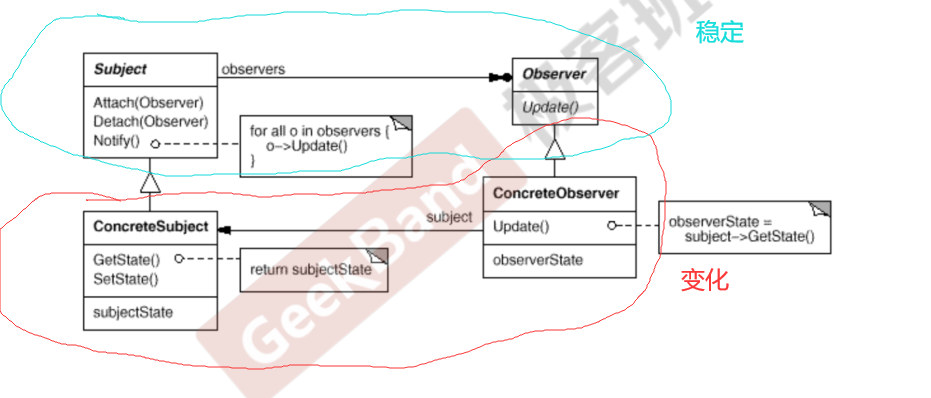 稳定
Subject
observers
Observer
Attach(Observer)
Detach(Observer)
Notify()
Update()
for all o in observers {
o->Update()
}
ConcreteSubject
subject
ConcreteObserver
GetState()
SetState()
return subjectState
Update()
observerState =
subject->GetState()
subjectState
observerState
变化
GeekBand
极客班